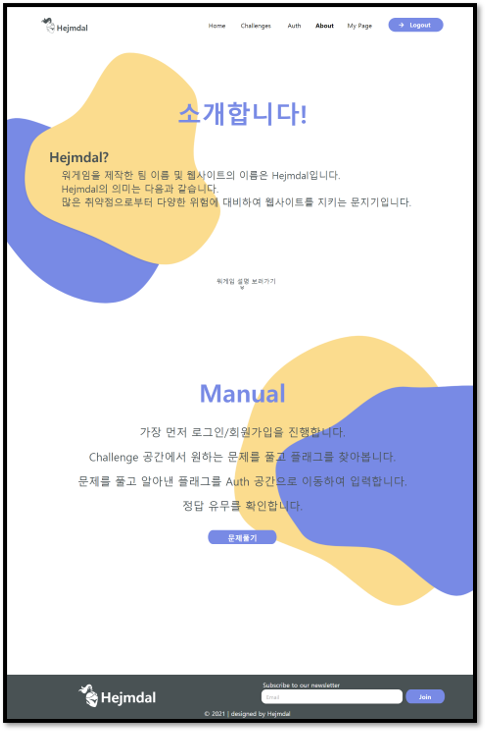 Hejmdal
Home Challenges Auth About My Page → Logout
소개합니다!
Hejmdal?
워게임을 제작한 팀 이름 및 웹사이트의 이름은 Hejmdal입니다.
Hejmdal의 의미는 다음과 같습니다.
많은 취약점으로부터 다양한 위험에 대비하여 웹사이트를 지키는 문지기입니다.
워게임 설명 보러가기
Manual
가장 먼저 로그인/회원가입을 진행합니다.
Challenge 공간에서 원하는 문제를 풀고 플래그를 찾아봅니다.
문제를 풀고 알아낸 플래그를 Auth 공간으로 이동하여 입력합니다.
정답 유무를 확인합니다.
문제풀기
Hejmdal
Subscribe to our newsletter
Email
Join
© 2021 | designed by Hejmdal